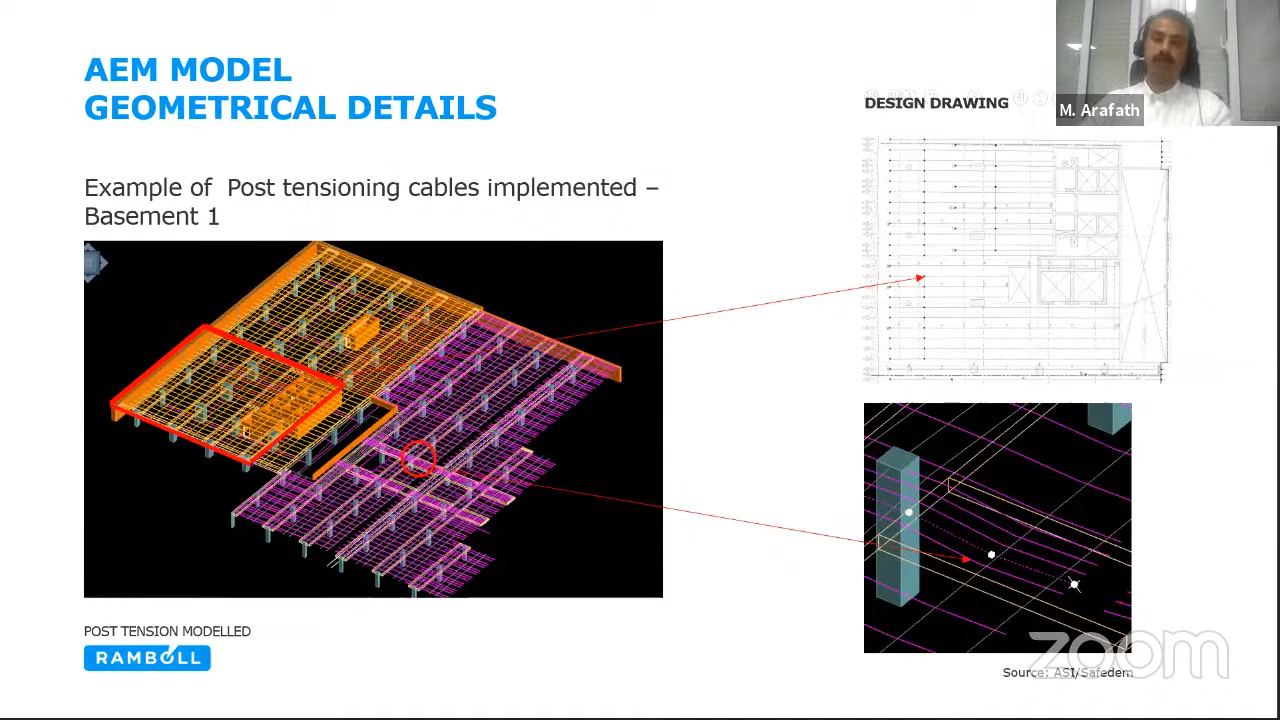 AEM MODEL
GEOMETRICAL DETAILS
DESIGN DRAWING
M. Arafath
Example of Post tensioning cables implemented –
Basement 1
POST TENSION MODELLED
RAMBOLL
zoom
Source: ASI/Safedem